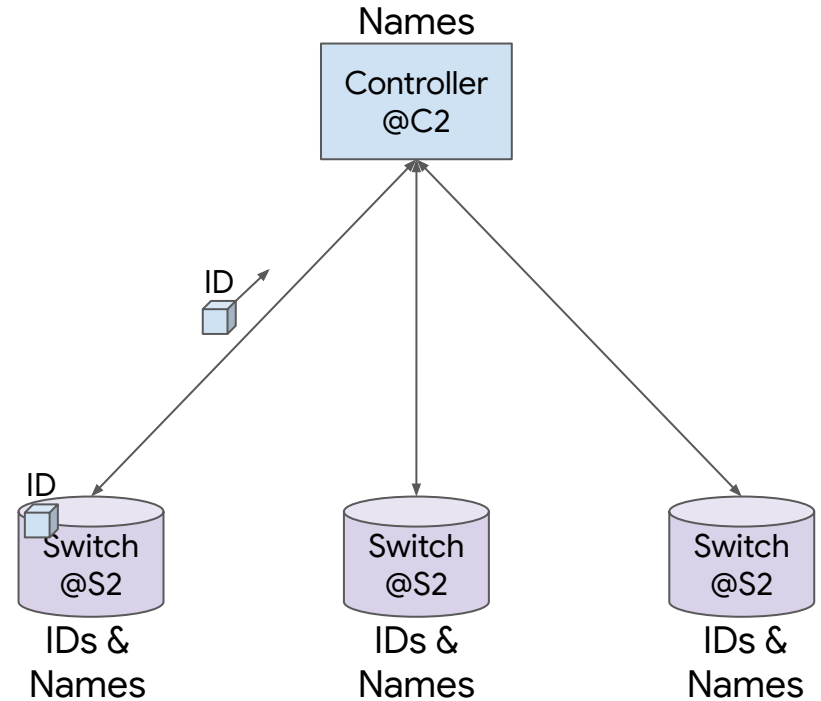 Names
Controller
@C2
ID
ID
Switch
@S2
Switch
@S2
Switch
@S2
IDs &
Names
IDs &
Names
IDs &
Names